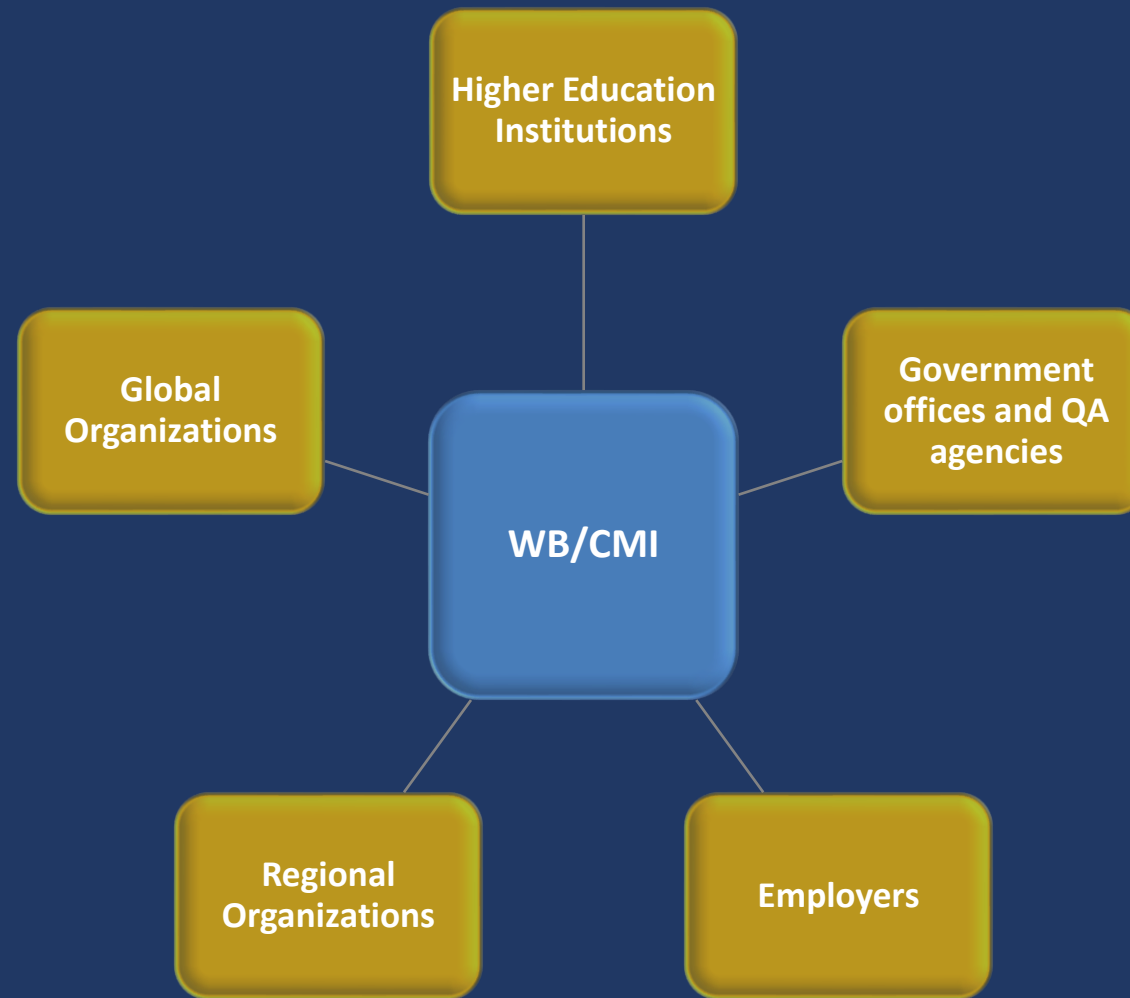 Higher Education
Institutions
Global
Organizations
Government
offices and QA
agencies
WB/CMI
Regional
Organizations
Employers